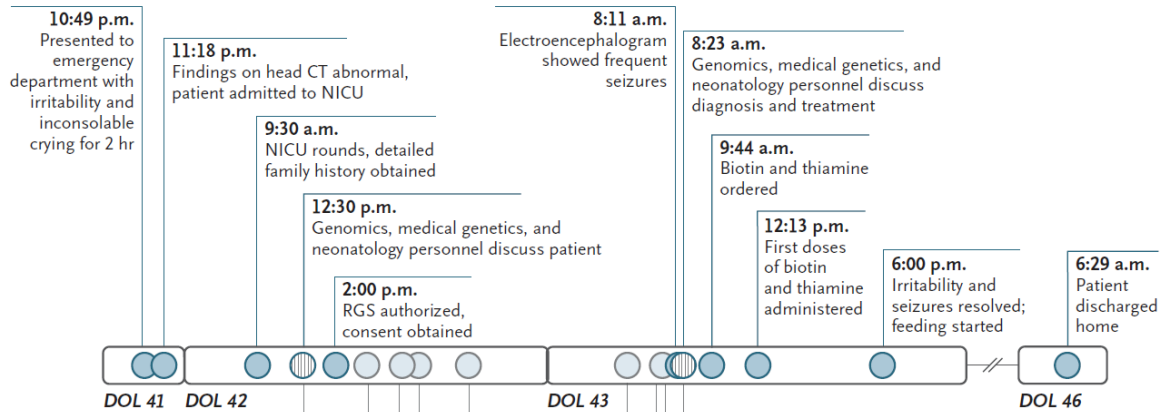 10:49 p.m.
Presented to
emergency
department with
irritability and
inconsolable
crying for 2 hr
11:18 p.m.
Findings on head CT abnormal,
patient admitted to NICU
9:30 a.m.
NICU rounds, detailed
family history obtained
12:30 p.m.
Genomics, medical genetics, and
neonatology personnel discuss patient
2:00 p.m.
RGS authorized,
consent obtained
8:11 a.m.
Electroencephalogram
showed frequent
seizures
8:23 a.m.
Genomics, medical genetics, and
neonatology personnel discuss
diagnosis and treatment
9:44 a.m.
Biotin and thiamine
ordered
12:13 p.m.
First doses
of biotin
and thiamine
administered
6:00 p.m.
Irritability and
seizures resolved;
feeding started
6:29 a.m.
Patient
discharged
home
DOL 41
DOL 42
DOL 43
DOL 46